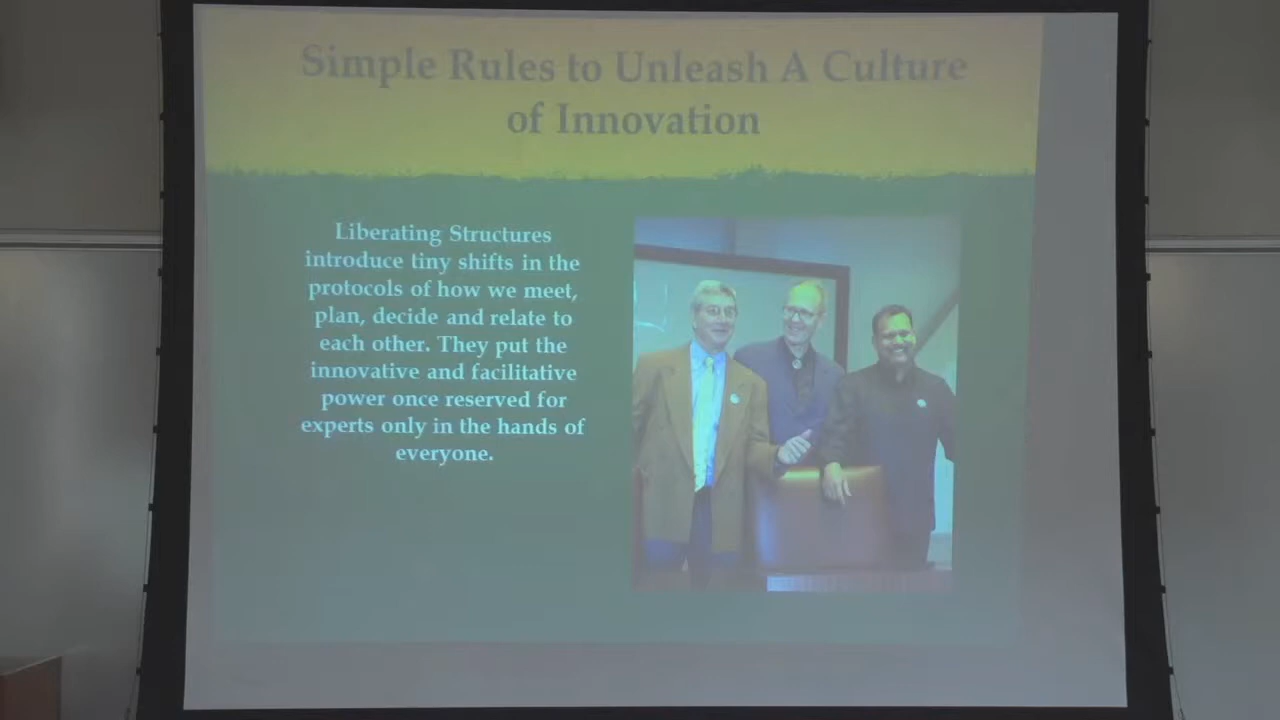 Simple Rules to Unleash A Culture
of Innovation
Liberating Structures
introduce tiny shifts in the
protocols of how we meet,
plan, decide and relate to
each other. They put the
innovative and facilitative
power once reserved for
experts only in the hands of
everyone.